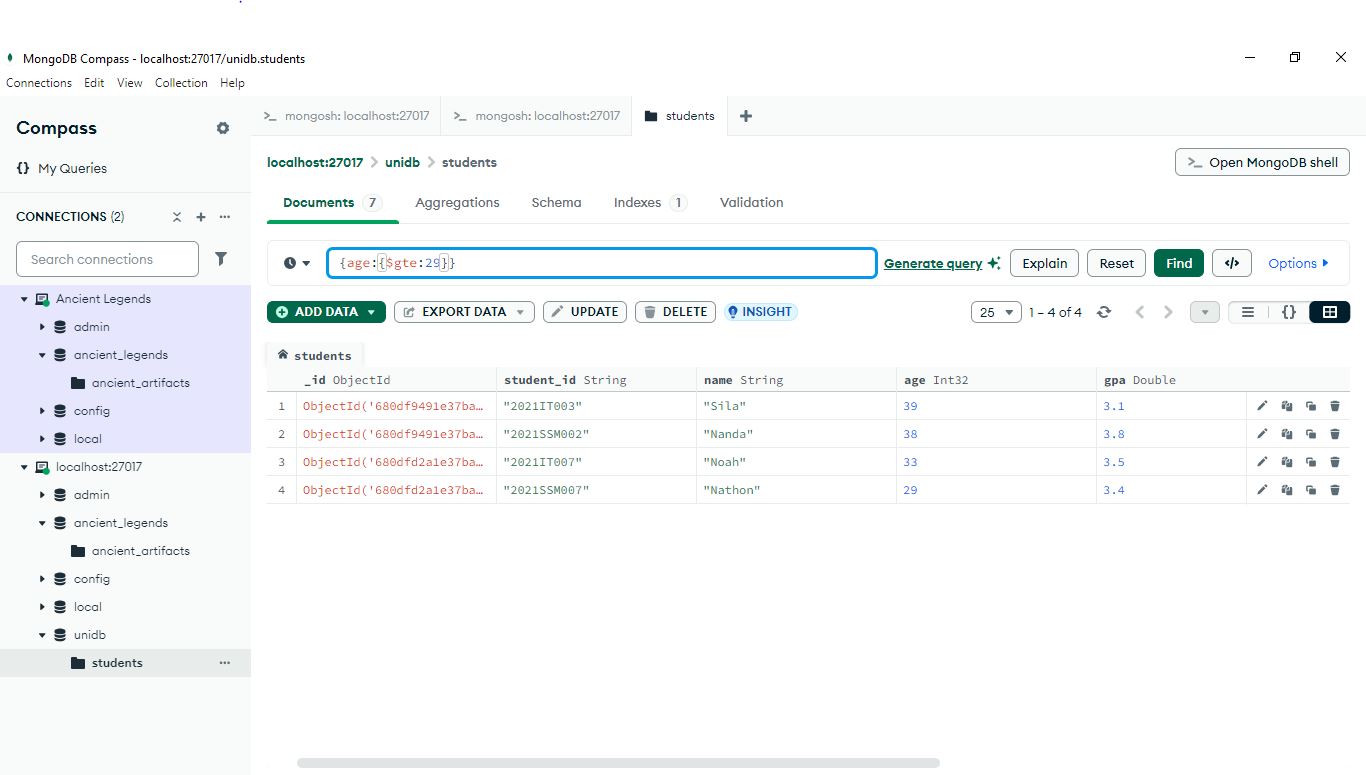 MongoDB Compass - localhost:27017/unidb.students
Connections Edit View Collection Help
Compass
{} My Queries
CONNECTIONS (2)
Search connections
Ancient Legends
admin
ancient_legends
ancient_artifacts
config
local
localhost:27017
admin
ancient_legends
ancient_artifacts
config
local
unidb
students
>_ mongosh: localhost:27017 >_ mongosh: localhost:27017 students
localhost:27017 > unidb > students
>_ Open MongoDB shell
Documents 7 Aggregations Schema Indexes 1 Validation
{age:{$gte:29}} Generate query Explain Reset Find </> Options
ADD DATA EXPORT DATA UPDATE DELETE INSIGHT 25 1 – 4 of 4 {}
students
_id ObjectId student_id String name String age Int32 gpa Double
1 ObjectId('680df9491e37ba… "2021IT003" "Sila" 39 3.1
2 ObjectId('680df9491e37ba… "2021SSM002" "Nanda" 38 3.8
3 ObjectId('680dfd2a1e37ba… "2021IT007" "Noah" 33 3.5
4 ObjectId('680dfd2a1e37ba… "2021SSM007" "Nathon" 29 3.4